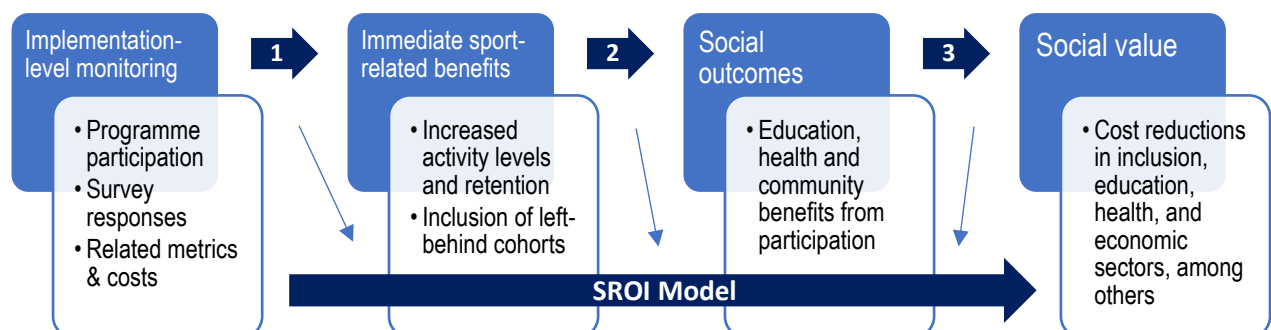 Implementation-
level monitoring
• Programme
participation
• Survey
responses
• Related metrics
& costs
1
Immediate sport-
related benefits
• Increased
activity levels
and retention
• Inclusion of left-
behind cohorts
2
Social
outcomes
• Education,
health and
community
benefits from
participation
3
Social value
• Cost reductions
in inclusion,
education,
health, and
economic
sectors, among
others
SROI Model